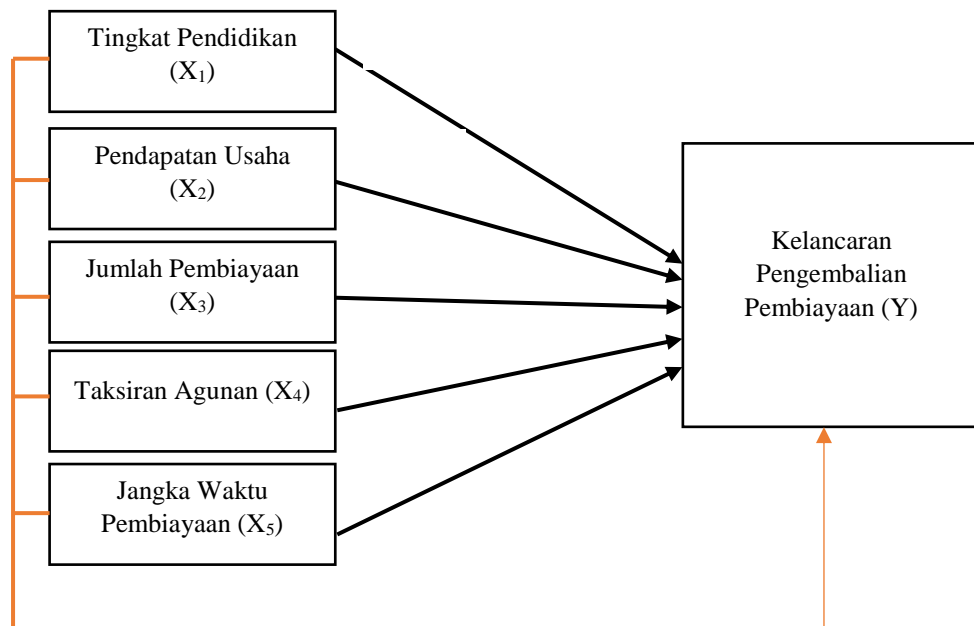 Tingkat Pendidikan
(X₁)
Pendapatan Usaha
(X₂)
Jumlah Pembiayaan
(X₃)
Taksiran Agunan (X₄)
Jangka Waktu
Pembiayaan (X₅)
Kelancaran
Pengembalian
Pembiayaan (Y)